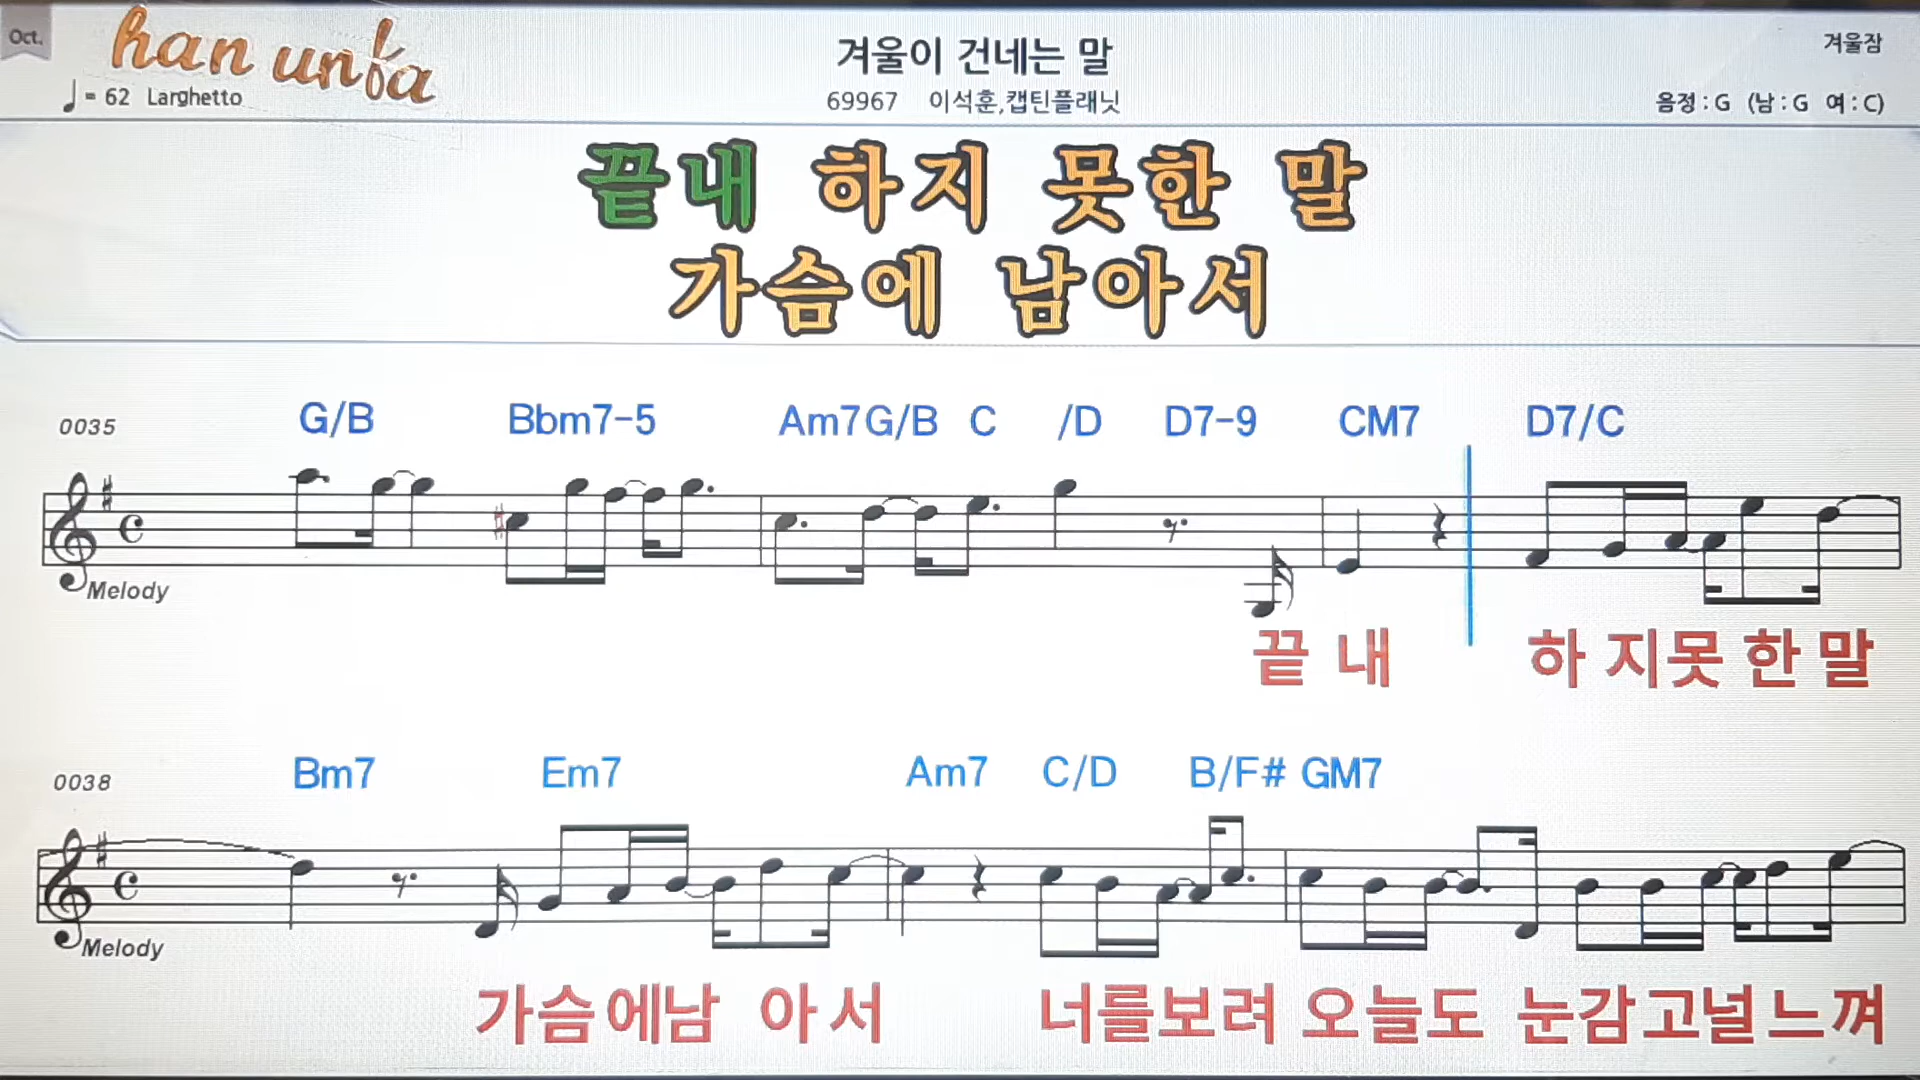 Oct.
han unba
겨울이 건네는 말
겨울잠
♩= 62 Larghetto
69967 이석훈,캡틴플래닛
음정 : G (남 : G 여 : C)
끝내 하지 못한 말
가슴에 남아서
0035
G/B Bbm7-5 Am7 G/B C /D D7-9 CM7 D7/C
Melody
끝 내 하 지못 한 말
0038
Bm7 Em7 Am7 C/D B/F# GM7
Melody
가슴에남 아 서 너를보려 오늘도 눈감고널느껴